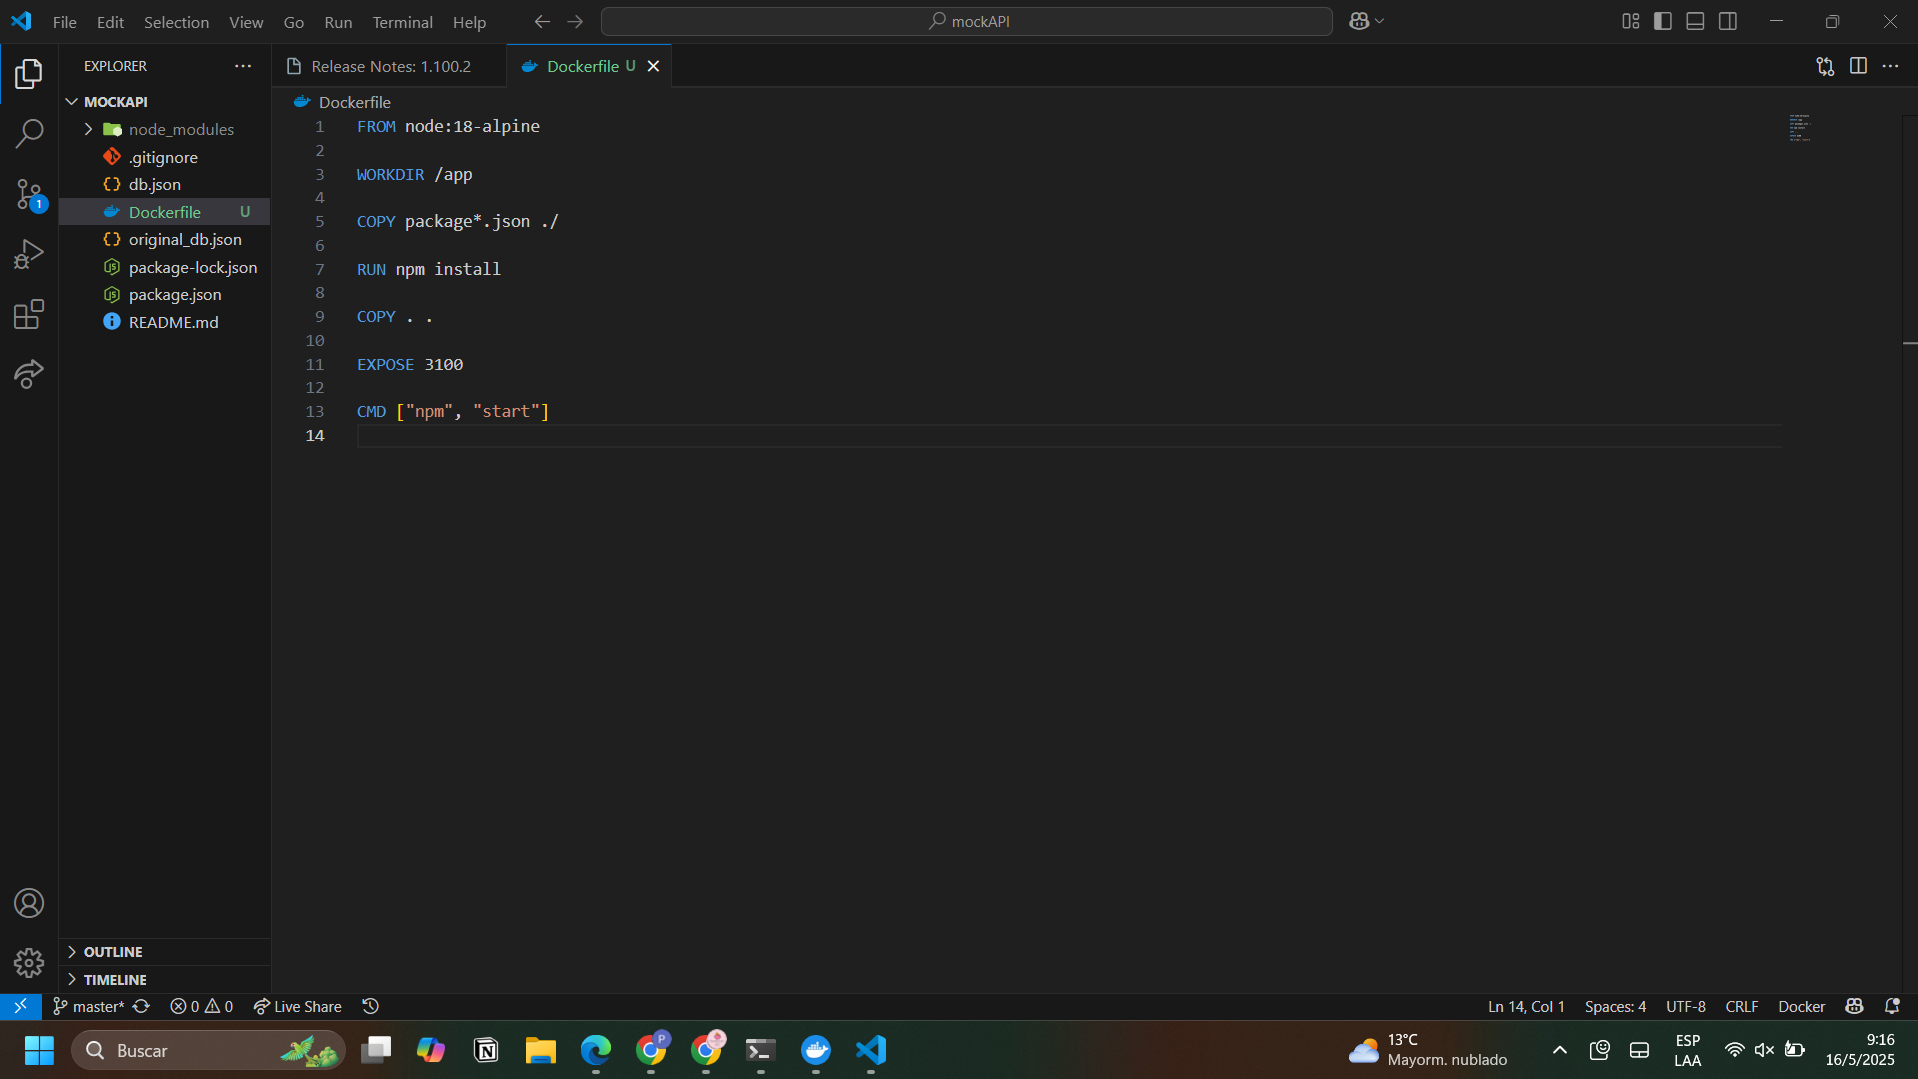 File Edit Selection View Go Run Terminal Help
mockAPI
EXPLORER
Release Notes: 1.100.2
Dockerfile U
MOCKAPI
node_modules
.gitignore
db.json
Dockerfile U
original_db.json
package-lock.json
package.json
README.md
OUTLINE
TIMELINE
Dockerfile
1 FROM node:18-alpine
2
3 WORKDIR /app
4
5 COPY package*.json ./
6
7 RUN npm install
8
9 COPY . .
10
11 EXPOSE 3100
12
13 CMD ["npm", "start"]
14
1
master* 0 0 Live Share
Ln 14, Col 1 Spaces: 4 UTF-8 CRLF Docker
Buscar
P
13°C
Mayorm. nublado
ESP
LAA
9:16
16/5/2025